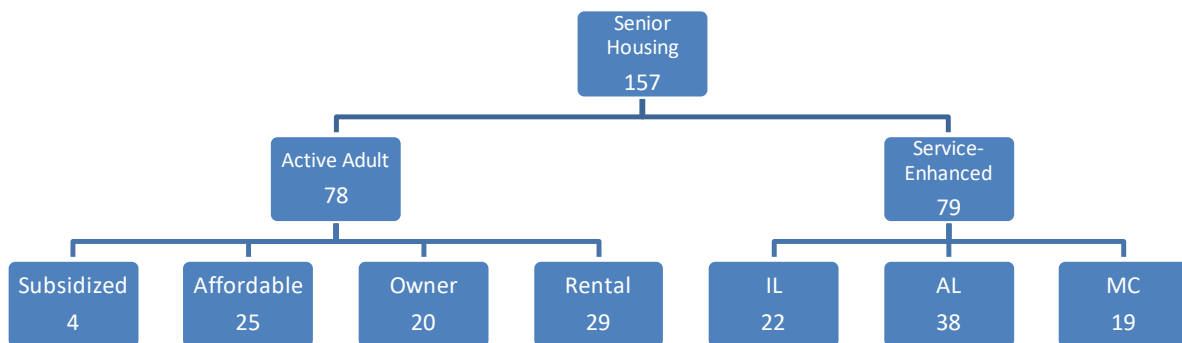 Senior
Housing
157
Active Adult
78
Service-
Enhanced
79
Subsidized
4
Affordable
25
Owner
20
Rental
29
IL
22
AL
38
MC
19